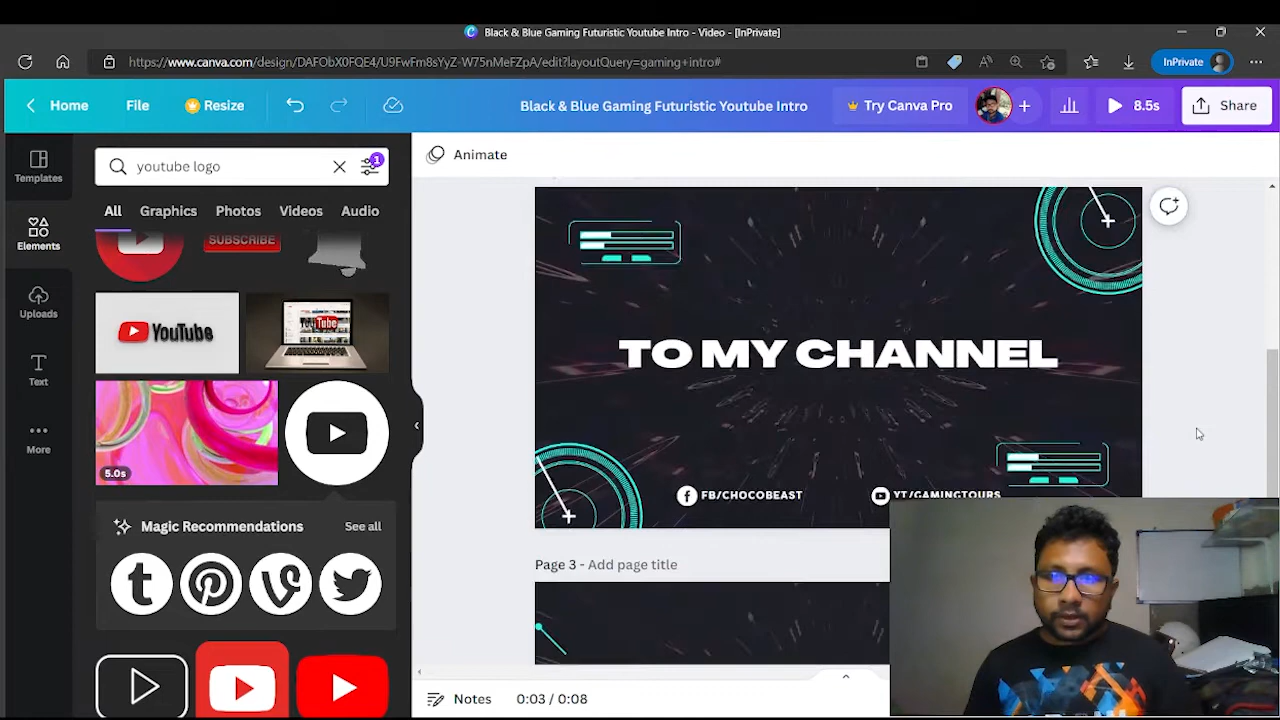 Black & Blue Gaming Futuristic Youtube Intro - Video - [InPrivate]
https://www.canva.com/design/DAFObX0FQE4/U9FwFm8sYyZ-W75nMeFZpA/edit?layoutQuery=gaming+intro#
InPrivate
Home
File
Resize
Black & Blue Gaming Futuristic Youtube Intro
Try Canva Pro
8.5s
Share
Templates
Elements
Uploads
Text
More
youtube logo
1
All
Graphics
Photos
Videos
Audio
SUBSCRIBE
YouTube
Tube
5.0s
Magic Recommendations
See all
Animate
TO MY CHANNEL
FB/CHOCOBEAST
YT/GAMINGTOURS
Page 3 - Add page title
Notes
0:03 / 0:08